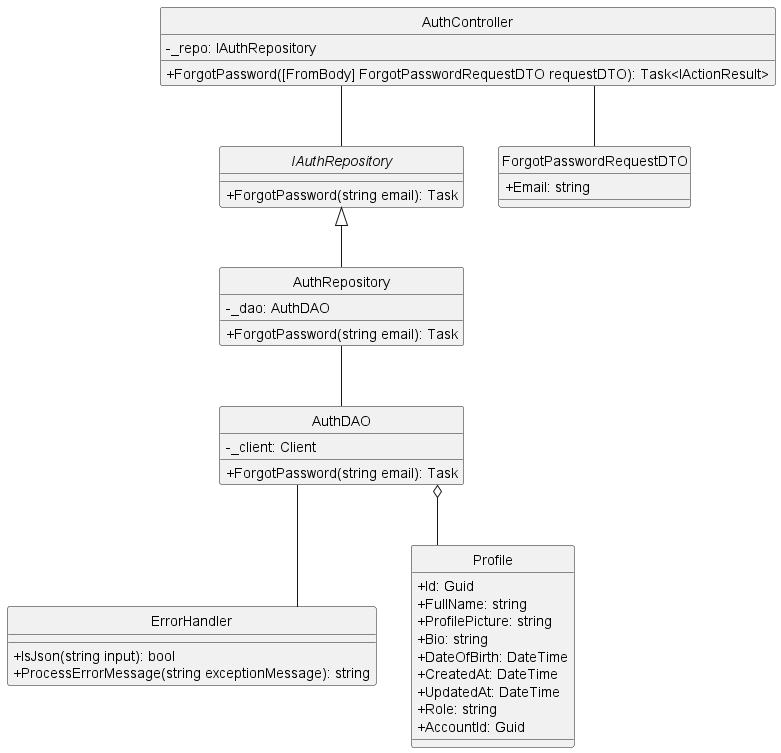 AuthController
-_repo: IAuthRepository
+ForgotPassword([FromBody] ForgotPasswordRequestDTO requestDTO): Task<IActionResult>
IAuthRepository
+ForgotPassword(string email): Task
ForgotPasswordRequestDTO
+Email: string
AuthRepository
-_dao: AuthDAO
+ForgotPassword(string email): Task
AuthDAO
-_client: Client
+ForgotPassword(string email): Task
ErrorHandler
+IsJson(string input): bool
+ProcessErrorMessage(string exceptionMessage): string
Profile
+Id: Guid
+FullName: string
+ProfilePicture: string
+Bio: string
+DateOfBirth: DateTime
+CreatedAt: DateTime
+UpdatedAt: DateTime
+Role: string
+AccountId: Guid